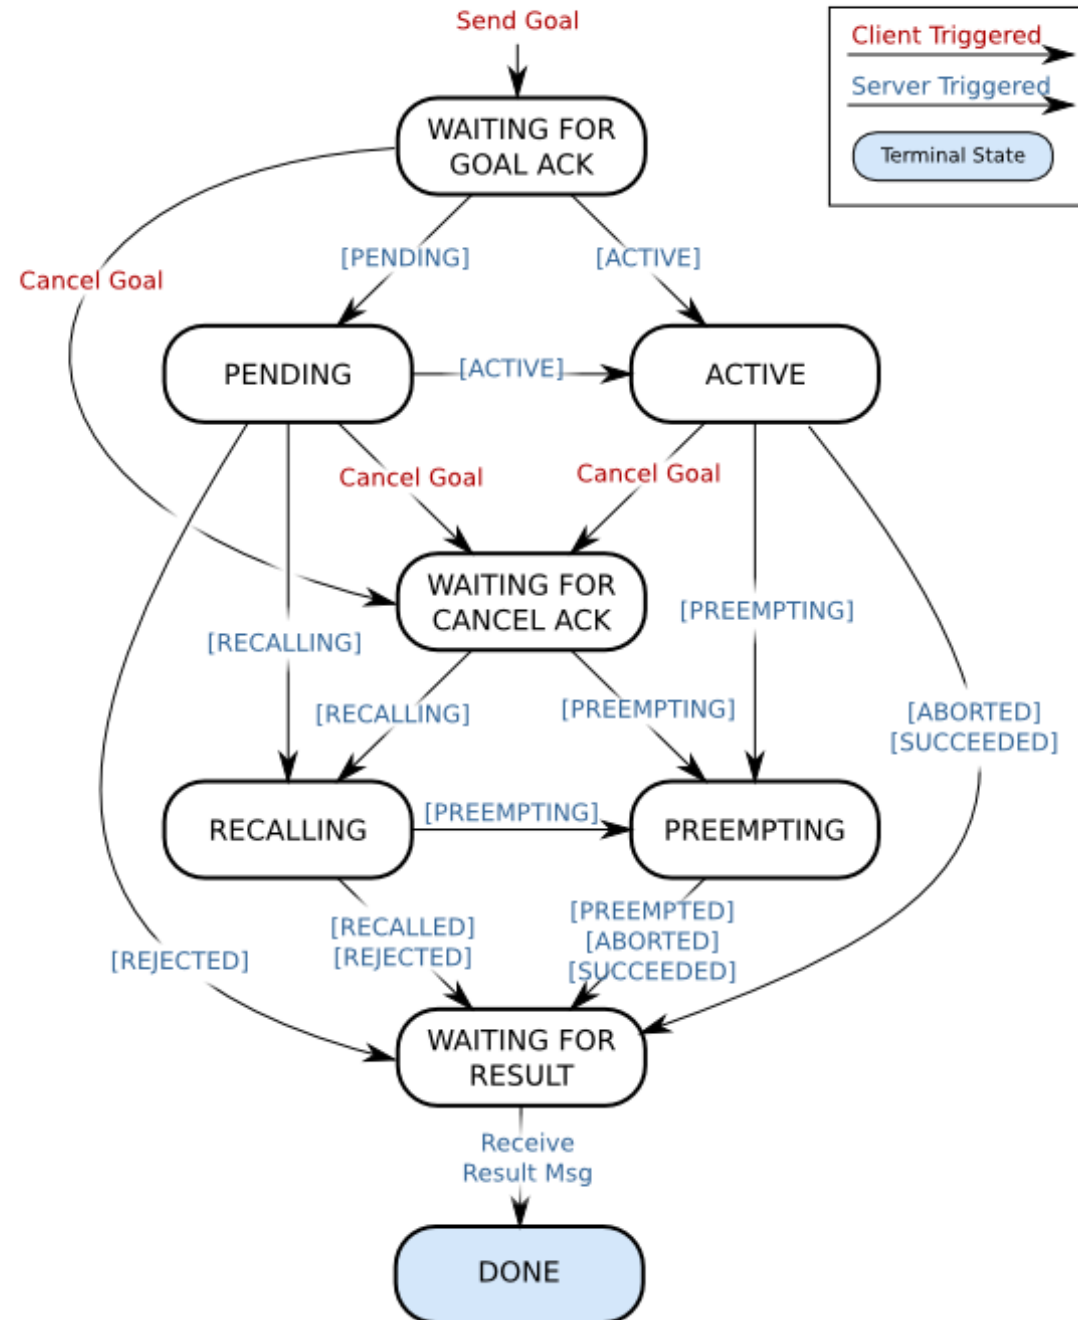 Send Goal
Client Triggered
Server Triggered
Terminal State
WAITING FOR
GOAL ACK
[PENDING]
[ACTIVE]
Cancel Goal
PENDING
[ACTIVE]
ACTIVE
Cancel Goal
Cancel Goal
WAITING FOR
CANCEL ACK
[PREEMPTING]
[RECALLING]
[RECALLING]
[PREEMPTING]
[ABORTED]
[SUCCEEDED]
RECALLING
[PREEMPTING]
PREEMPTING
[RECALLED]
[REJECTED]
[PREEMPTED]
[ABORTED]
[SUCCEEDED]
[REJECTED]
WAITING FOR
RESULT
Receive
Result Msg
DONE